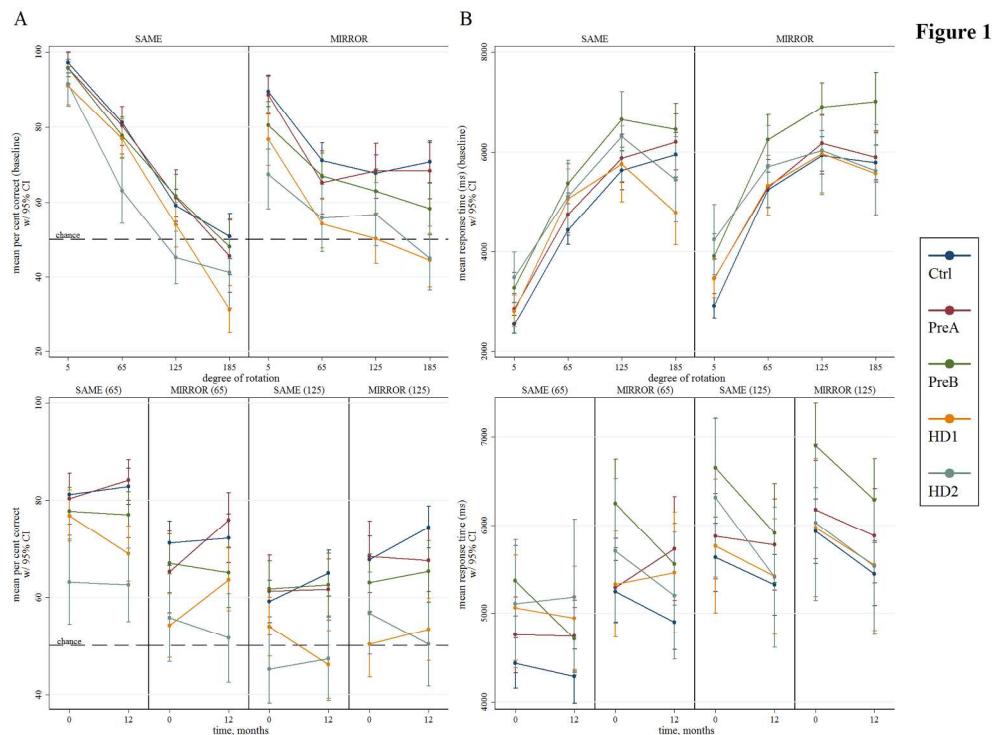 A
B
Figure 1
SAME
MIRROR
mean per cent correct (baseline)
w/ 95% CI
100
80
60
40
20
chance
5
65
125
185
5
65
125
185
degree of rotation
SAME
MIRROR
mean response time (ms) (baseline)
w/ 95% CI
8000
6000
4000
2000
5
65
125
185
5
65
125
185
degree of rotation
Ctrl
PreA
PreB
HD1
HD2
SAME (65)
MIRROR (65)
SAME (125)
MIRROR (125)
mean per cent correct
w/ 95% CI
100
80
60
40
chance
0
12
0
12
0
12
0
12
time, months
SAME (65)
MIRROR (65)
SAME (125)
MIRROR (125)
mean response time (ms)
w/ 95% CI
7000
6000
5000
4000
0
12
0
12
0
12
0
12
time, months